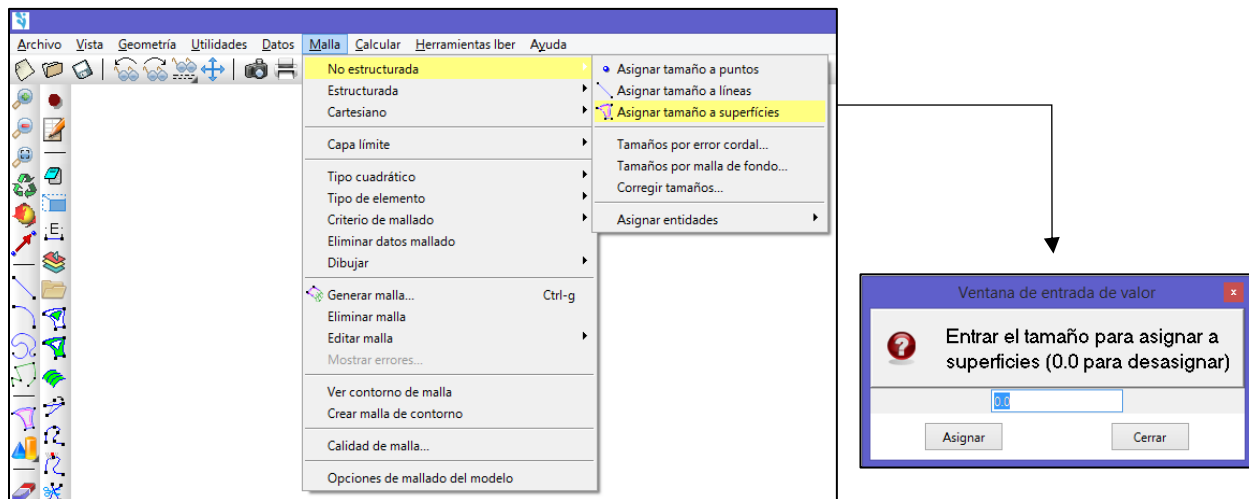 Archivo Vista Geometría Utilidades Datos Malla Calcular Herramientas Iber Ayuda
No estructurada
Estructurada
Cartesiano
Capa límite
Tipo cuadrático
Tipo de elemento
Criterio de mallado
Eliminar datos mallado
Dibujar
Generar malla... Ctrl-g
Eliminar malla
Editar malla
Mostrar errores...
Ver contorno de malla
Crear malla de contorno
Calidad de malla...
Opciones de mallado del modelo
Asignar tamaño a puntos
Asignar tamaño a líneas
Asignar tamaño a superfícies
Tamaños por error cordal...
Tamaños por malla de fondo...
Corregir tamaños...
Asignar entidades
·E·
Ventana de entrada de valor
x
Entrar el tamaño para asignar a
superficies (0.0 para desasignar)
0.0
Asignar Cerrar